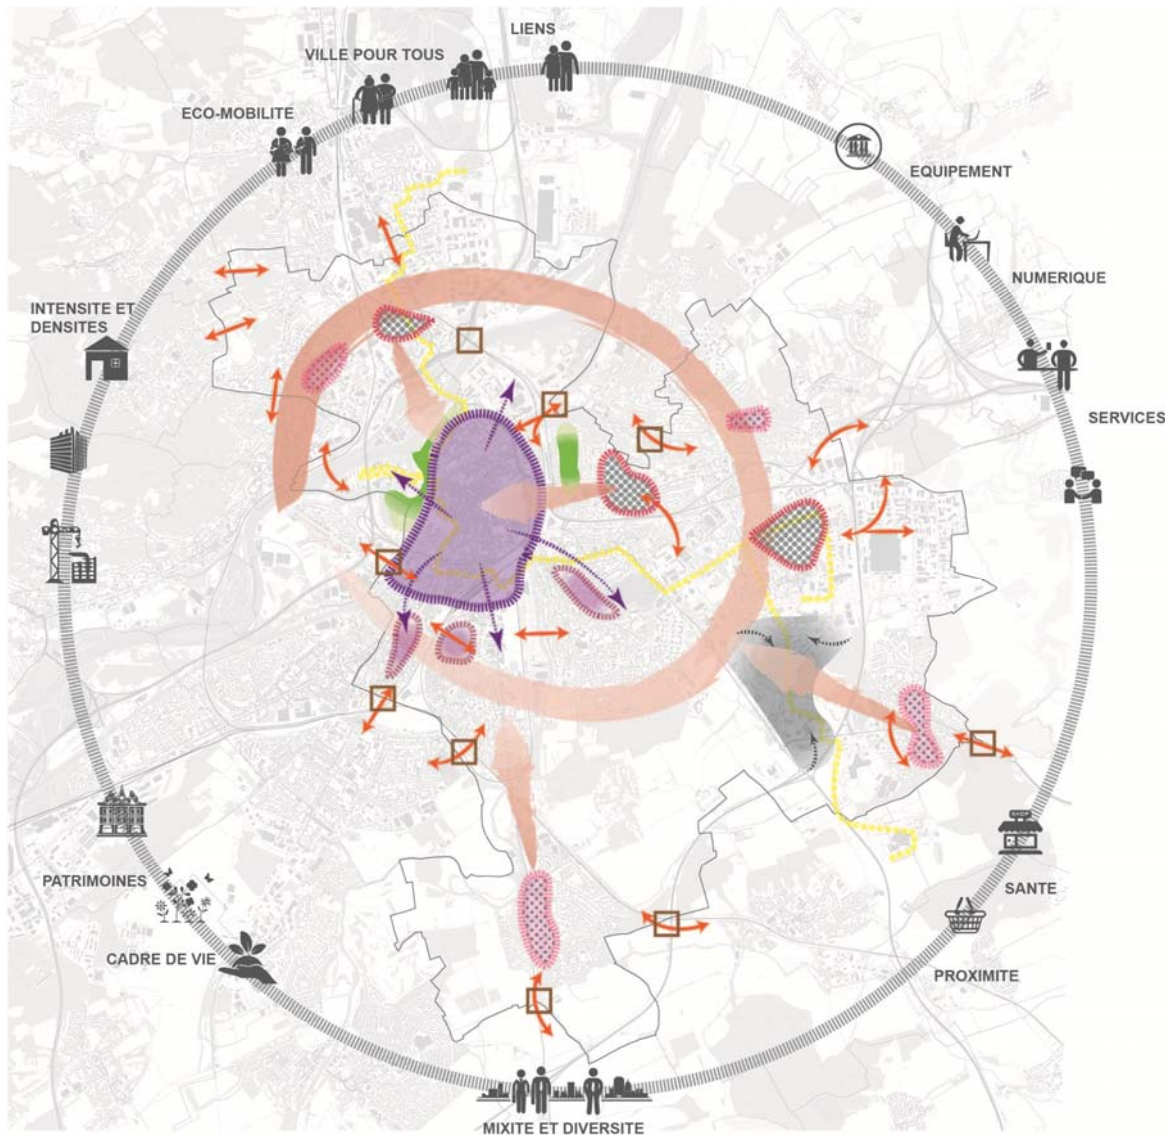 LIENS
VILLE POUR TOUS
ECO-MOBILITE
EQUIPEMENT
NUMERIQUE
INTENSITE ET
DENSITES
SERVICES
PATRIMOINES
SANTE
CADRE DE VIE
PROXIMITE
MIXITE ET DIVERSITE
SHOP